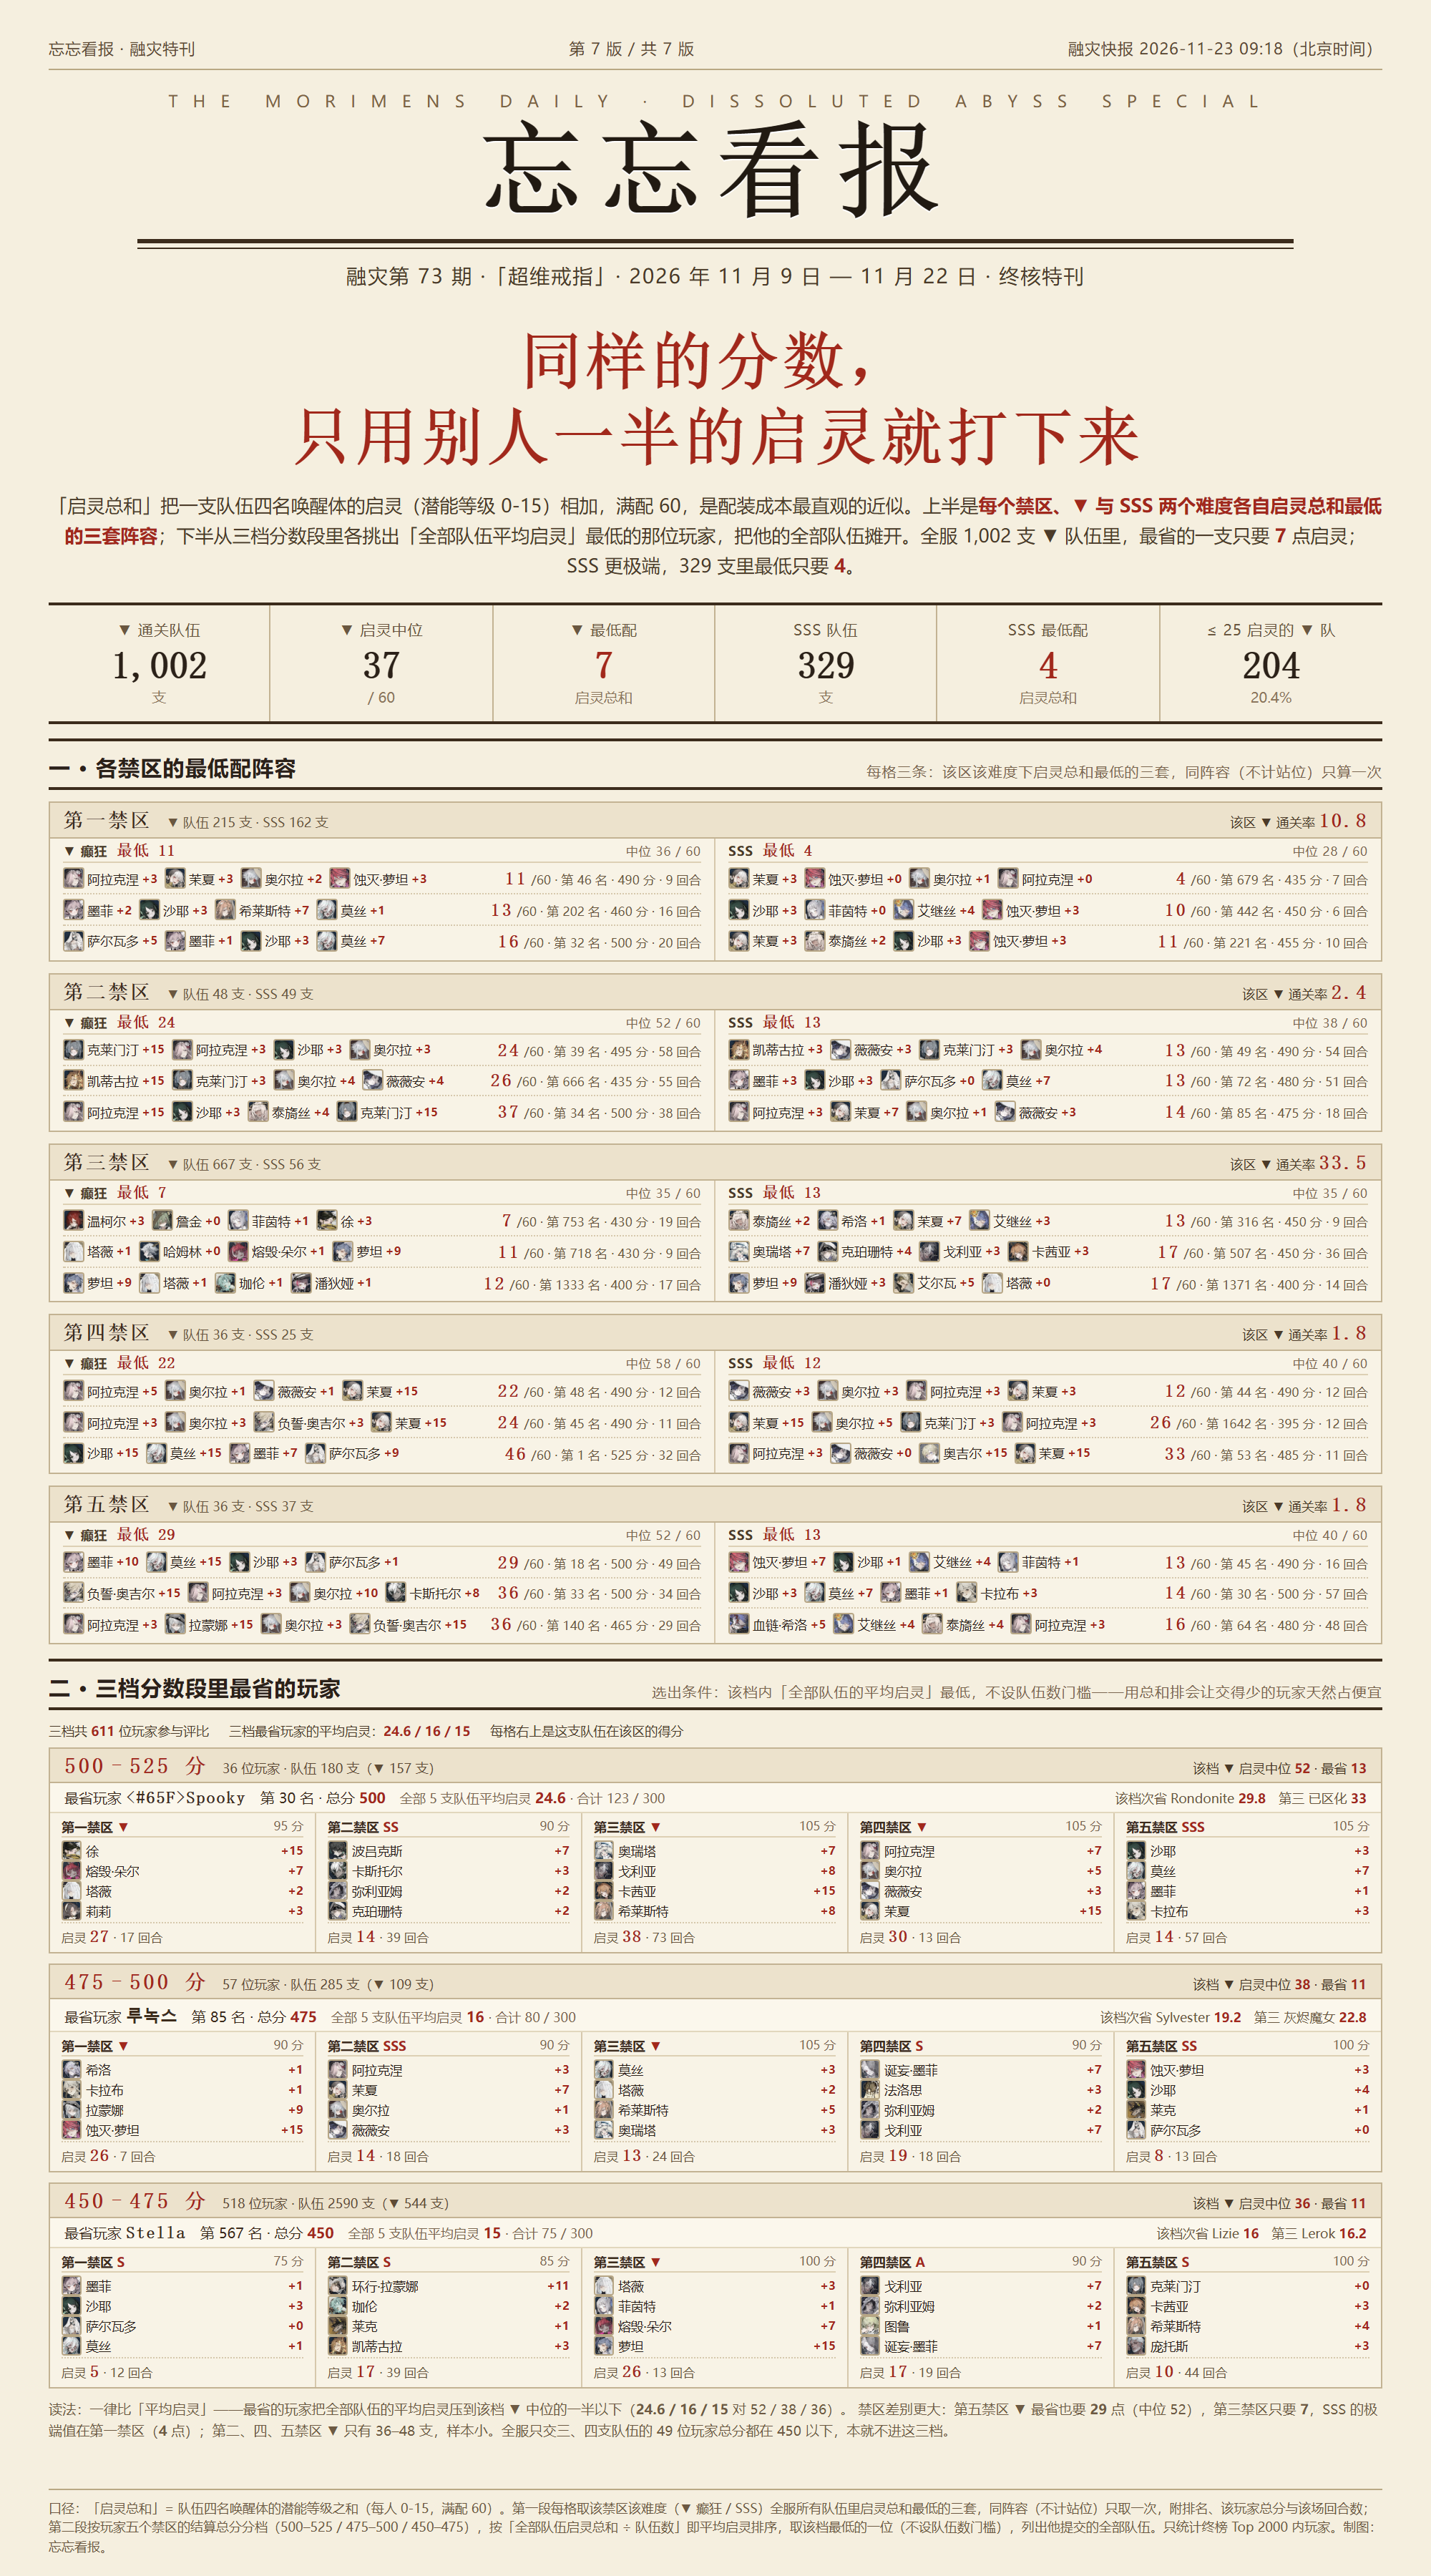 忘忘看报 · 融灾特刊
第 7 版 / 共 7 版
融灾快报 2026-11-23 09:18（北京时间）
THE MORIMENS DAILY · DISSOLUTED ABYSS SPECIAL
忘忘看报
融灾第 73 期 ·「超维戒指」· 2026 年 11 月 9 日 — 11 月 22 日 · 终核特刊
同样的分数，
只用别人一半的启灵就打下来
「启灵总和」把一支队伍四名唤醒体的启灵（潜能等级 0-15）相加，满配 60，是配装成本最直观的近似。上半是每个禁区、▼ 与 SSS 两个难度各自启灵总和最低
的三套阵容；下半从三档分数段里各挑出「全部队伍平均启灵」最低的那位玩家，把他的全部队伍摊开。全服 1,002 支 ▼ 队伍里，最省的一支只要 7 点启灵；
SSS 更极端，329 支里最低只要 4。
▼ 通关队伍
1,002
支
▼ 启灵中位
37
/ 60
▼ 最低配
7
启灵总和
SSS 队伍
329
支
SSS 最低配
4
启灵总和
≤ 25 启灵的 ▼ 队
204
20.4%
一 · 各禁区的最低配阵容
每格三条：该区该难度下启灵总和最低的三套，同阵容（不计站位）只算一次
第一禁区 ▼ 队伍 215 支 · SSS 162 支 该区 ▼ 通关率 10.8
▼ 癫狂 最低 11 中位 36 / 60
阿拉克涅 +3 茉夏 +3 奥尔拉 +2 蚀灭·萝坦 +3 11 /60 · 第 46 名 · 490 分 · 9 回合
墨菲 +2 沙耶 +3 希莱斯特 +7 莫丝 +1 13 /60 · 第 202 名 · 460 分 · 16 回合
萨尔瓦多 +5 墨菲 +1 沙耶 +3 莫丝 +7 16 /60 · 第 32 名 · 500 分 · 20 回合
SSS 最低 4 中位 28 / 60
茉夏 +3 蚀灭·萝坦 +0 奥尔拉 +1 阿拉克涅 +0 4 /60 · 第 679 名 · 435 分 · 7 回合
沙耶 +3 菲茵特 +0 艾继丝 +4 蚀灭·萝坦 +3 10 /60 · 第 442 名 · 450 分 · 6 回合
茉夏 +3 泰旖丝 +2 沙耶 +3 蚀灭·萝坦 +3 11 /60 · 第 221 名 · 455 分 · 10 回合
第二禁区 ▼ 队伍 48 支 · SSS 49 支 该区 ▼ 通关率 2.4
▼ 癫狂 最低 24 中位 52 / 60
克莱门汀 +15 阿拉克涅 +3 沙耶 +3 奥尔拉 +3 24 /60 · 第 39 名 · 495 分 · 58 回合
凯蒂古拉 +15 克莱门汀 +3 奥尔拉 +4 薇薇安 +4 26 /60 · 第 666 名 · 435 分 · 55 回合
阿拉克涅 +15 沙耶 +3 泰旖丝 +4 克莱门汀 +15 37 /60 · 第 34 名 · 500 分 · 38 回合
SSS 最低 13 中位 38 / 60
凯蒂古拉 +3 薇薇安 +3 克莱门汀 +3 奥尔拉 +4 13 /60 · 第 49 名 · 490 分 · 54 回合
墨菲 +3 沙耶 +3 萨尔瓦多 +0 莫丝 +7 13 /60 · 第 72 名 · 480 分 · 51 回合
阿拉克涅 +3 茉夏 +7 奥尔拉 +1 薇薇安 +3 14 /60 · 第 85 名 · 475 分 · 18 回合
第三禁区 ▼ 队伍 667 支 · SSS 56 支 该区 ▼ 通关率 33.5
▼ 癫狂 最低 7 中位 35 / 60
温柯尔 +3 詹金 +0 菲茵特 +1 徐 +3 7 /60 · 第 753 名 · 430 分 · 19 回合
塔薇 +1 哈姆林 +0 熔毁·朵尔 +1 萝坦 +9 11 /60 · 第 718 名 · 430 分 · 9 回合
萝坦 +9 塔薇 +1 珈伦 +1 潘狄娅 +1 12 /60 · 第 1333 名 · 400 分 · 17 回合
SSS 最低 13 中位 35 / 60
泰旖丝 +2 希洛 +1 茉夏 +7 艾继丝 +3 13 /60 · 第 316 名 · 450 分 · 9 回合
奥瑞塔 +7 克珀珊特 +4 戈利亚 +3 卡茜亚 +3 17 /60 · 第 507 名 · 450 分 · 36 回合
萝坦 +9 潘狄娅 +3 艾尔瓦 +5 塔薇 +0 17 /60 · 第 1371 名 · 400 分 · 14 回合
第四禁区 ▼ 队伍 36 支 · SSS 25 支 该区 ▼ 通关率 1.8
▼ 癫狂 最低 22 中位 58 / 60
阿拉克涅 +5 奥尔拉 +1 薇薇安 +1 茉夏 +15 22 /60 · 第 48 名 · 490 分 · 12 回合
阿拉克涅 +3 奥尔拉 +3 负誓·奥吉尔 +3 茉夏 +15 24 /60 · 第 45 名 · 490 分 · 11 回合
沙耶 +15 莫丝 +15 墨菲 +7 萨尔瓦多 +9 46 /60 · 第 1 名 · 525 分 · 32 回合
SSS 最低 12 中位 40 / 60
薇薇安 +3 奥尔拉 +3 阿拉克涅 +3 茉夏 +3 12 /60 · 第 44 名 · 490 分 · 12 回合
茉夏 +15 奥尔拉 +5 克莱门汀 +3 阿拉克涅 +3 26 /60 · 第 1642 名 · 395 分 · 12 回合
阿拉克涅 +3 薇薇安 +0 奥吉尔 +15 茉夏 +15 33 /60 · 第 53 名 · 485 分 · 11 回合
第五禁区 ▼ 队伍 36 支 · SSS 37 支 该区 ▼ 通关率 1.8
▼ 癫狂 最低 29 中位 52 / 60
墨菲 +10 莫丝 +15 沙耶 +3 萨尔瓦多 +1 29 /60 · 第 18 名 · 500 分 · 49 回合
负誓·奥吉尔 +15 阿拉克涅 +3 奥尔拉 +10 卡斯托尔 +8 36 /60 · 第 33 名 · 500 分 · 34 回合
阿拉克涅 +3 拉蒙娜 +15 奥尔拉 +3 负誓·奥吉尔 +15 36 /60 · 第 140 名 · 465 分 · 29 回合
SSS 最低 13 中位 40 / 60
蚀灭·萝坦 +7 沙耶 +1 艾继丝 +4 菲茵特 +1 13 /60 · 第 45 名 · 490 分 · 16 回合
沙耶 +3 莫丝 +7 墨菲 +1 卡拉布 +3 14 /60 · 第 30 名 · 500 分 · 57 回合
血链·希洛 +5 艾继丝 +4 泰旖丝 +4 阿拉克涅 +3 16 /60 · 第 64 名 · 480 分 · 48 回合
二 · 三档分数段里最省的玩家
选出条件：该档内「全部队伍的平均启灵」最低，不设队伍数门槛——用总和排会让交得少的玩家天然占便宜
三档共 611 位玩家参与评比 三档最省玩家的平均启灵：24.6 / 16 / 15 每格右上是这支队伍在该区的得分
500 – 525 分 36 位玩家 · 队伍 180 支（▼ 157 支） 该档 ▼ 启灵中位 52 · 最省 13
最省玩家 <#65F>Spooky 第 30 名 · 总分 500 全部 5 支队伍平均启灵 24.6 · 合计 123 / 300 该档次省 Rondonite 29.8 第三 已区化 33
第一禁区 ▼ 95 分
徐 +15
熔毁·朵尔 +7
塔薇 +2
莉莉 +3
启灵 27 · 17 回合
第二禁区 SS 90 分
波吕克斯 +7
卡斯托尔 +3
弥利亚姆 +2
克珀珊特 +2
启灵 14 · 39 回合
第三禁区 ▼ 105 分
奥瑞塔 +7
戈利亚 +8
卡茜亚 +15
希莱斯特 +8
启灵 38 · 73 回合
第四禁区 ▼ 105 分
阿拉克涅 +7
奥尔拉 +5
薇薇安 +3
茉夏 +15
启灵 30 · 13 回合
第五禁区 SSS 105 分
沙耶 +3
莫丝 +7
墨菲 +1
卡拉布 +3
启灵 14 · 57 回合
475 – 500 分 57 位玩家 · 队伍 285 支（▼ 109 支） 该档 ▼ 启灵中位 38 · 最省 11
最省玩家 루녹스 第 85 名 · 总分 475 全部 5 支队伍平均启灵 16 · 合计 80 / 300 该档次省 Sylvester 19.2 第三 灰烬魔女 22.8
第一禁区 ▼ 90 分
希洛 +1
卡拉布 +1
拉蒙娜 +9
蚀灭·萝坦 +15
启灵 26 · 7 回合
第二禁区 SSS 90 分
阿拉克涅 +3
茉夏 +7
奥尔拉 +1
薇薇安 +3
启灵 14 · 18 回合
第三禁区 ▼ 105 分
莫丝 +3
塔薇 +2
希莱斯特 +5
奥瑞塔 +3
启灵 13 · 24 回合
第四禁区 S 90 分
诞妄·墨菲 +7
法洛思 +3
弥利亚姆 +2
戈利亚 +7
启灵 19 · 18 回合
第五禁区 SS 100 分
蚀灭·萝坦 +3
沙耶 +4
莱克 +1
萨尔瓦多 +0
启灵 8 · 13 回合
450 – 475 分 518 位玩家 · 队伍 2590 支（▼ 544 支） 该档 ▼ 启灵中位 36 · 最省 11
最省玩家 Stella 第 567 名 · 总分 450 全部 5 支队伍平均启灵 15 · 合计 75 / 300 该档次省 Lizie 16 第三 Lerok 16.2
第一禁区 S 75 分
墨菲 +1
沙耶 +3
萨尔瓦多 +0
莫丝 +1
启灵 5 · 12 回合
第二禁区 S 85 分
环行·拉蒙娜 +11
珈伦 +2
莱克 +1
凯蒂古拉 +3
启灵 17 · 39 回合
第三禁区 ▼ 100 分
塔薇 +3
菲茵特 +1
熔毁·朵尔 +7
萝坦 +15
启灵 26 · 13 回合
第四禁区 A 90 分
戈利亚 +7
弥利亚姆 +2
图鲁 +1
诞妄·墨菲 +7
启灵 17 · 19 回合
第五禁区 S 100 分
克莱门汀 +0
卡茜亚 +3
希莱斯特 +4
庞托斯 +3
启灵 10 · 44 回合
读法：一律比「平均启灵」——最省的玩家把全部队伍的平均启灵压到该档 ▼ 中位的一半以下（24.6 / 16 / 15 对 52 / 38 / 36）。 禁区差别更大：第五禁区 ▼ 最省也要 29 点（中位 52），第三禁区只要 7，SSS 的极
端值在第一禁区（4 点）；第二、四、五禁区 ▼ 只有 36–48 支，样本小。全服只交三、四支队伍的 49 位玩家总分都在 450 以下，本就不进这三档。
口径：「启灵总和」= 队伍四名唤醒体的潜能等级之和（每人 0-15，满配 60）。第一段每格取该禁区该难度（▼ 癫狂 / SSS）全服所有队伍里启灵总和最低的三套，同阵容（不计站位）只取一次，附排名、该玩家总分与该场回合数；
第二段按玩家五个禁区的结算总分分档（500–525 / 475–500 / 450–475），按「全部队伍启灵总和 ÷ 队伍数」即平均启灵排序，取该档最低的一位（不设队伍数门槛），列出他提交的全部队伍。只统计终榜 Top 2000 内玩家。制图：
忘忘看报。